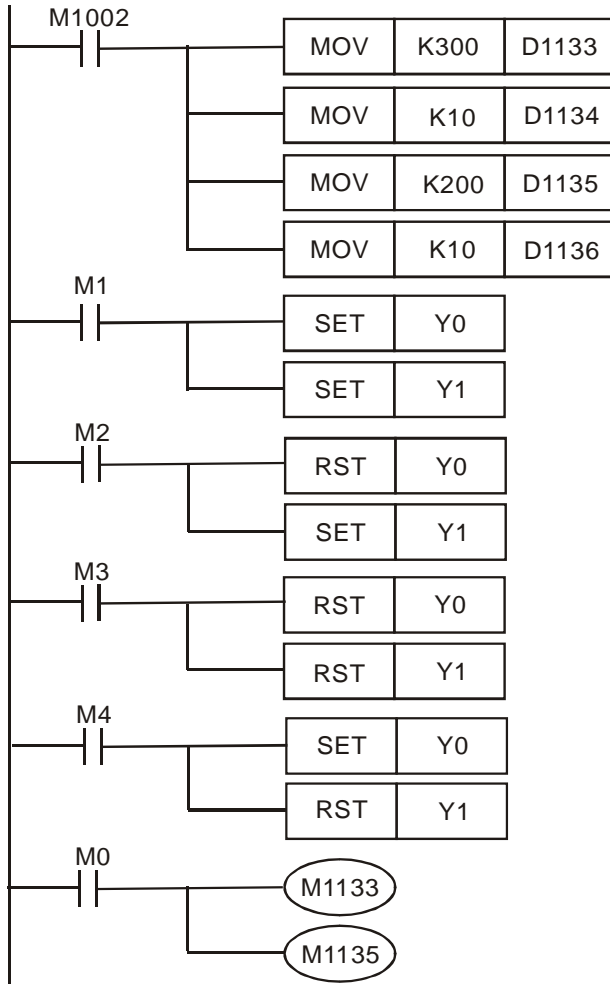 M1002
MOV K300 D1133
MOV K10 D1134
MOV K200 D1135
MOV K10 D1136
M1
SET Y0
SET Y1
M2
RST Y0
SET Y1
M3
RST Y0
RST Y1
M4
SET Y0
RST Y1
M0
M1133
M1135